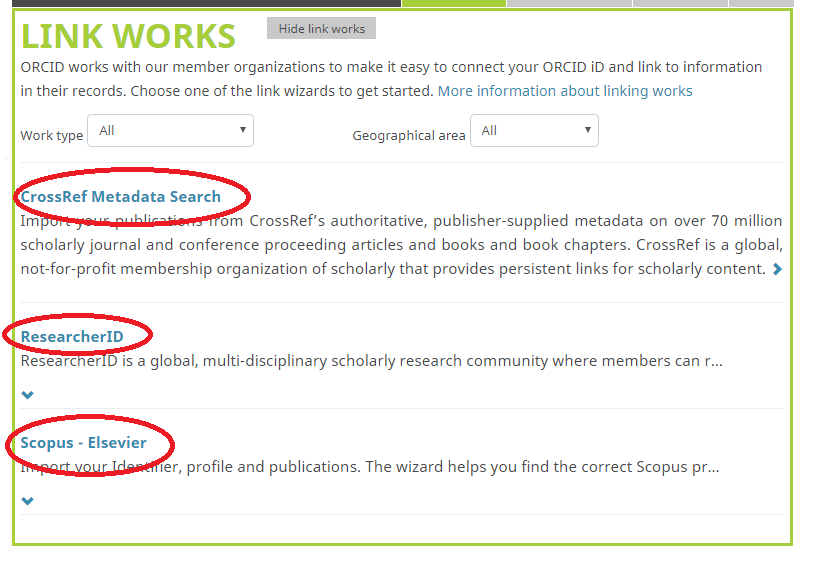 LINK WORKS Hide link works
ORCID works with our member organizations to make it easy to connect your ORCID iD and link to information
in their records. Choose one of the link wizards to get started. More information about linking works
Work type All Geographical area All
CrossRef Metadata Search
Import your publications from CrossRef's authoritative, publisher-supplied metadata on over 70 million
scholarly journal and conference proceeding articles and books and book chapters. CrossRef is a global,
not-for-profit membership organization of scholarly that provides persistent links for scholarly content.
ResearcherID
ResearcherID is a global, multi-disciplinary scholarly research community where members can r...
Scopus - Elsevier
Import your Identifier, profile and publications. The wizard helps you find the correct Scopus pr...